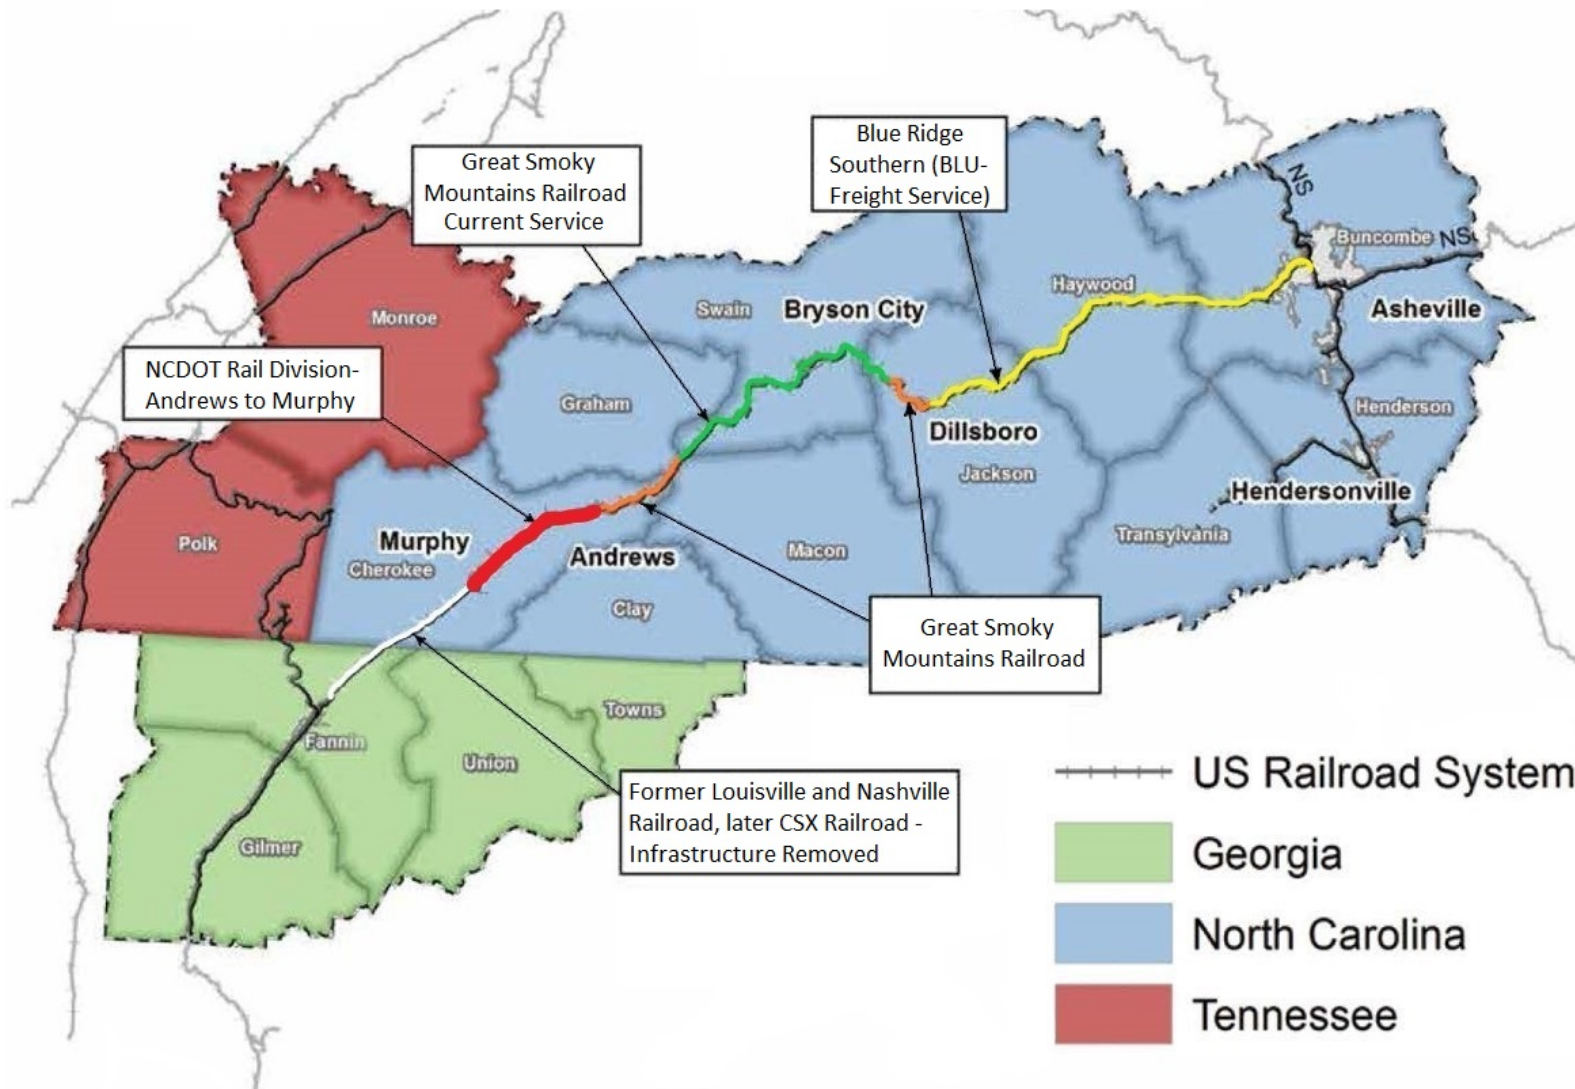 Blue Ridge
Southern (BLU-
Freight Service)
Great Smoky
Mountains Railroad
Current Service
NS
Buncombe
NS
Haywood
Swain
Bryson City
Asheville
Monroe
NCDOT Rail Division-
Andrews to Murphy
Graham
Henderson
Dillsboro
Jackson
Hendersonville
Transylvania
Polk
Murphy
Cherokee
Andrews
Macon
Clay
Great Smoky
Mountains Railroad
Towns
Fannin
Union
Former Louisville and Nashville
Railroad, later CSX Railroad -
Infrastructure Removed
Gilmer
US Railroad System
Georgia
North Carolina
Tennessee